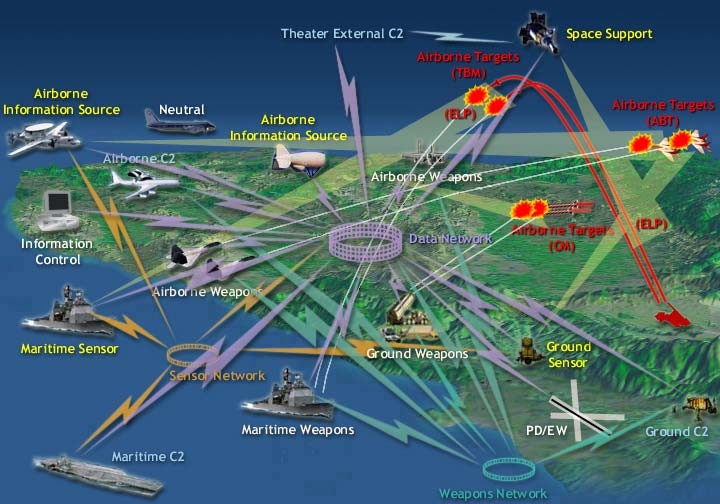 Theater External C2
Space Support
Airborne Targets
(TBM)
(ELP)
Airborne Targets
(ABT)
Airborne
Information Source
Neutral
Airborne
Information Source
Airborne C2
Airborne Weapons
Airborne Targets
(CM)
(ELP)
Information
Control
Data Network
Airborne Weapons
Maritime Sensor
Sensor Network
Ground Weapons
Ground
Sensor
Maritime Weapons
PD/EW
Ground C2
Maritime C2
Weapons Network